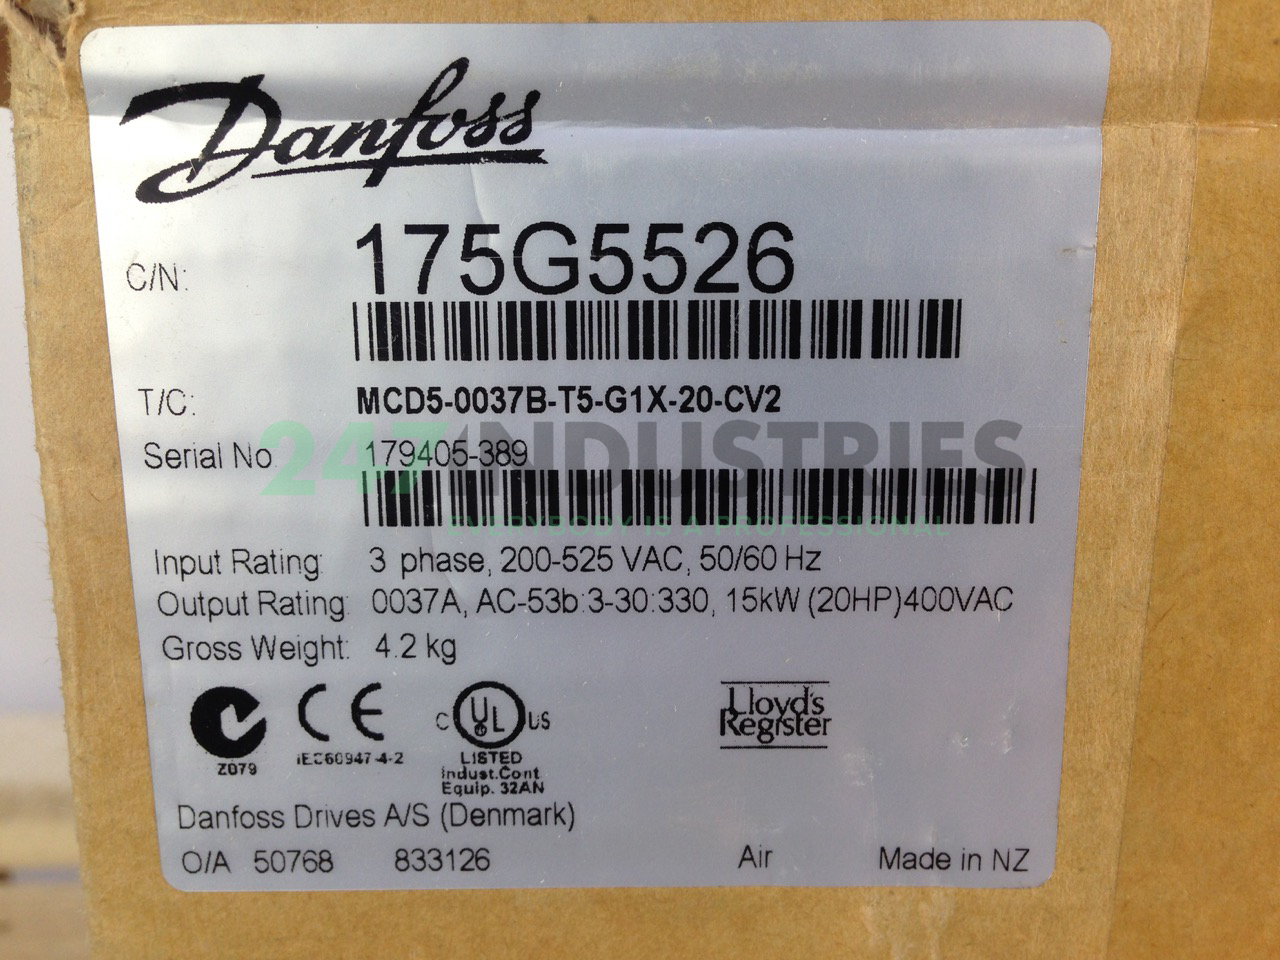 Danfoss
C/N: 175G5526
T/C: MCD5-0037B-T5-G1X-20-CV2
Serial No. 179405-389
247 INDUSTRIES
EVERYBODY IS A PROFESSIONAL
Input Rating: 3 phase, 200-525 VAC, 50/60 Hz
Output Rating: 0037A, AC-53b:3-30:330, 15kW (20HP)400VAC
Gross Weight: 4.2 kg
CE
C UL US
Lloyd's
Register
Z079
IEC60947-4-2
LISTED
Indust.Cont
Equip. 32AN
Danfoss Drives A/S (Denmark)
O/A 50768 833126 Air Made in NZ